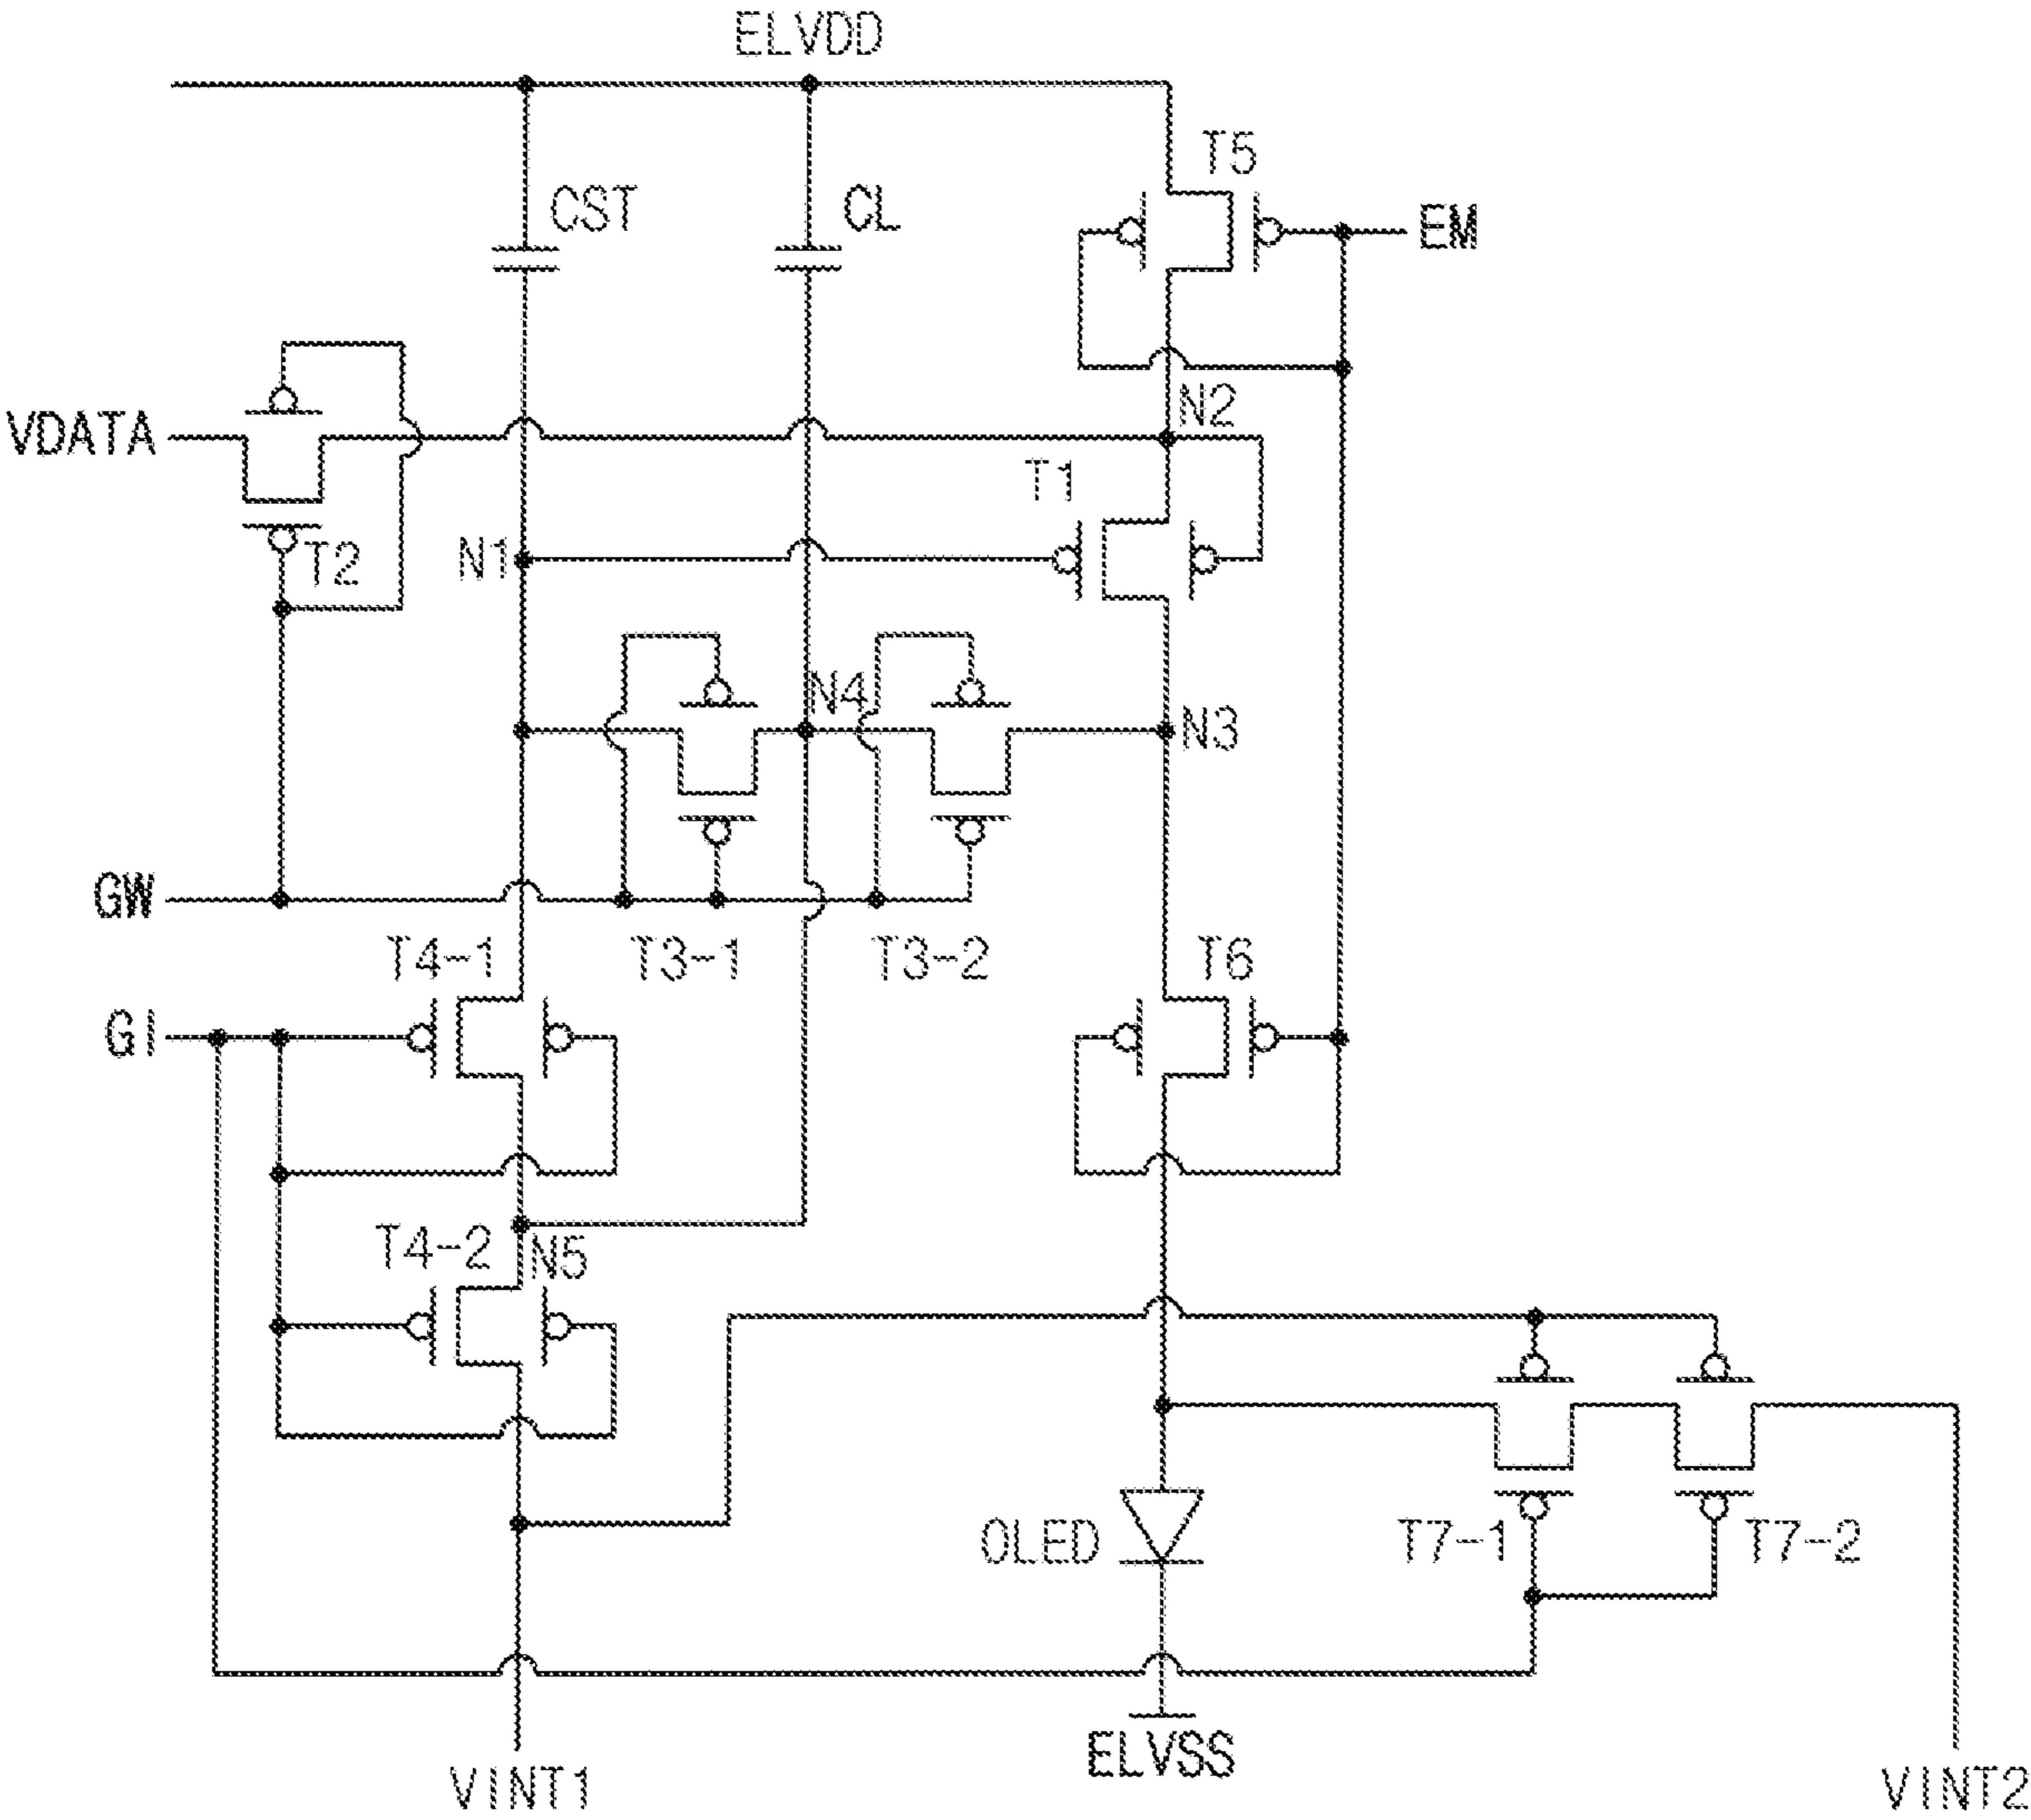 ELVDD
T5
CST
CL
EM
N2
VDATA
T1
N1
T2
N4
N3
GW
T4-1
T3-1
T3-2
T6
GI
T4-2
N5
OLED
T7-1
T7-2
ELVSS
VINT1
VINT2